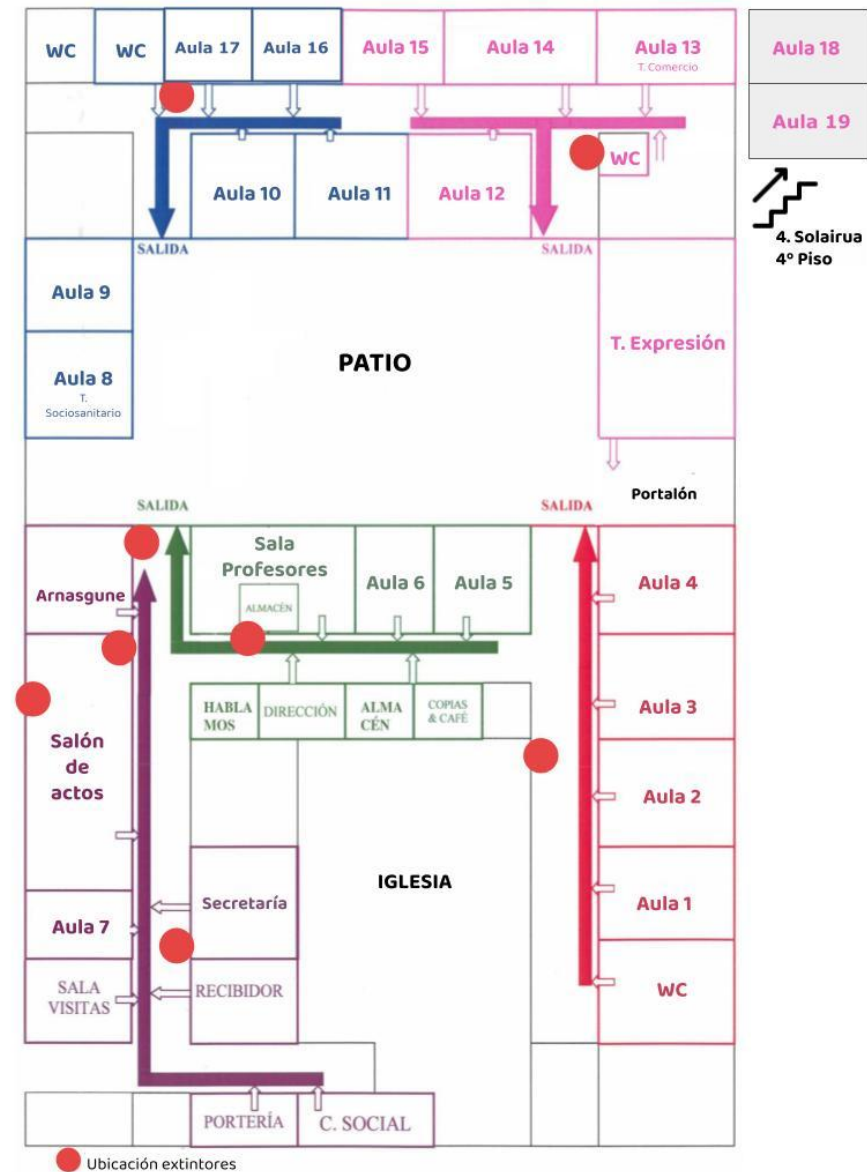 WC
WC
Aula 17
Aula 16
Aula 15
Aula 14
Aula 13
T. Comercio
Aula 18
Aula 19
Aula 10
Aula 11
Aula 12
WC
SALIDA
SALIDA
4. Solairua
4º Piso
Aula 9
Aula 8
T.
Sociosanitario
PATIO
T. Expresión
Portalón
SALIDA
SALIDA
Arnasgune
Sala
Profesores
ALMACÉN
Aula 6
Aula 5
Aula 4
HABLA
MOS
DIRECCIÓN
ALMA
CÉN
COPIAS
& CAFÉ
Aula 3
Salón
de
actos
Aula 2
IGLESIA
Secretaría
Aula 1
Aula 7
SALA
VISITAS
RECIBIDOR
WC
PORTERÍA
C. SOCIAL
Ubicación extintores